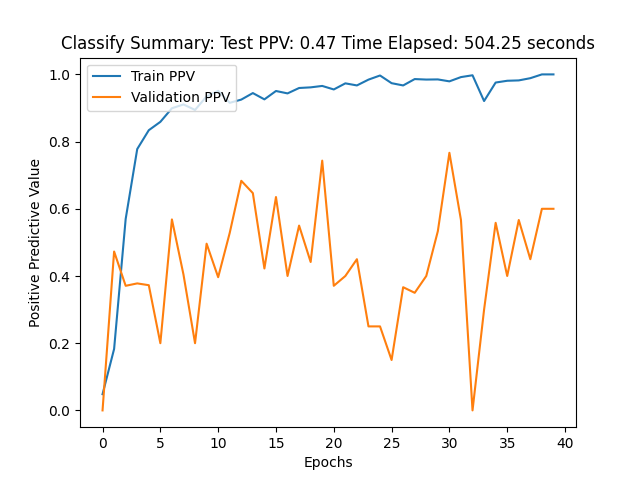 Classify Summary: Test PPV: 0.47 Time Elapsed: 504.25 seconds
Train PPV
Validation PPV
Positive Predictive Value
1.0
0.8
0.6
0.4
0.2
0.0
0 5 10 15 20 25 30 35 40
Epochs